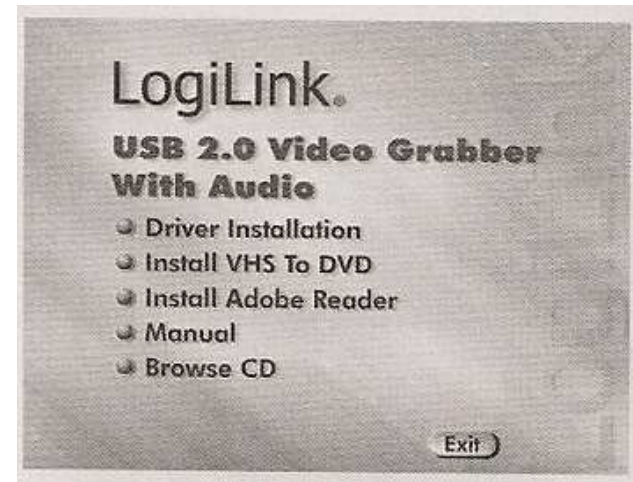 LogiLink®
USB 2.0 Video Grabber
With Audio
Driver Installation
Install VHS To DVD
Install Adobe Reader
Manual
Browse CD
Exit